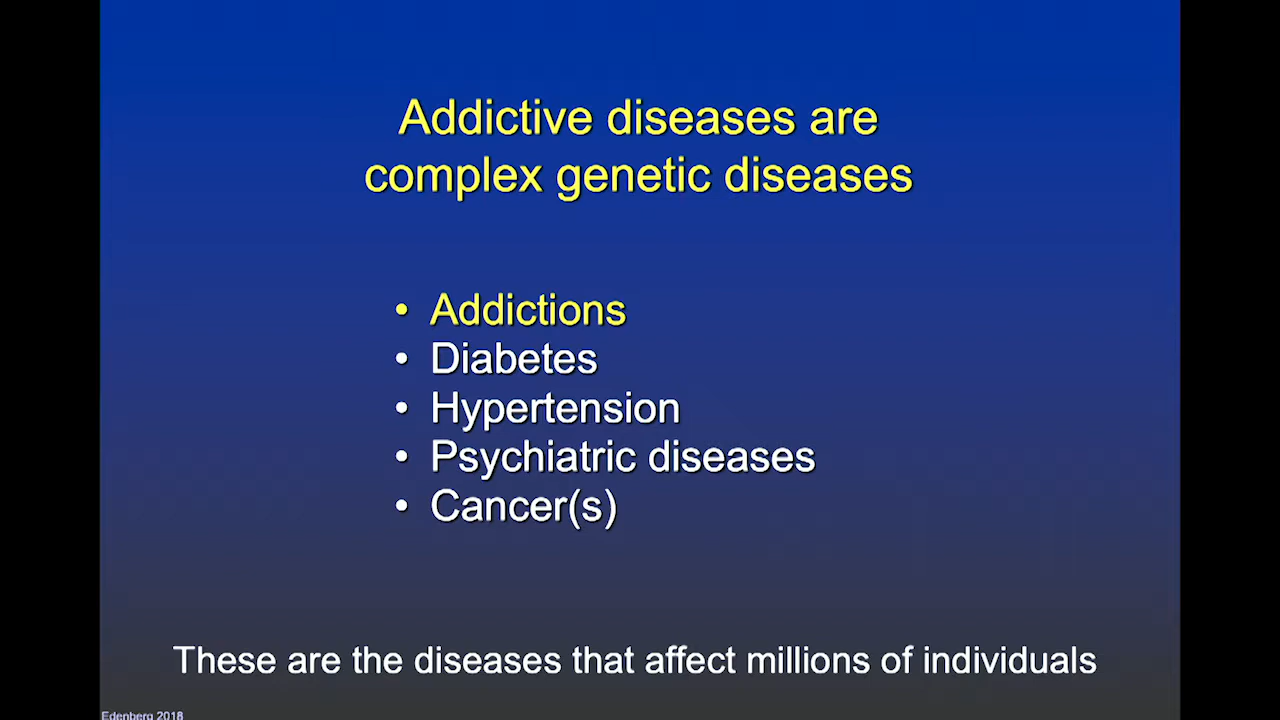 Addictive diseases are
complex genetic diseases
• Addictions
• Diabetes
• Hypertension
• Psychiatric diseases
• Cancer(s)
These are the diseases that affect millions of individuals
Edenberg 2018